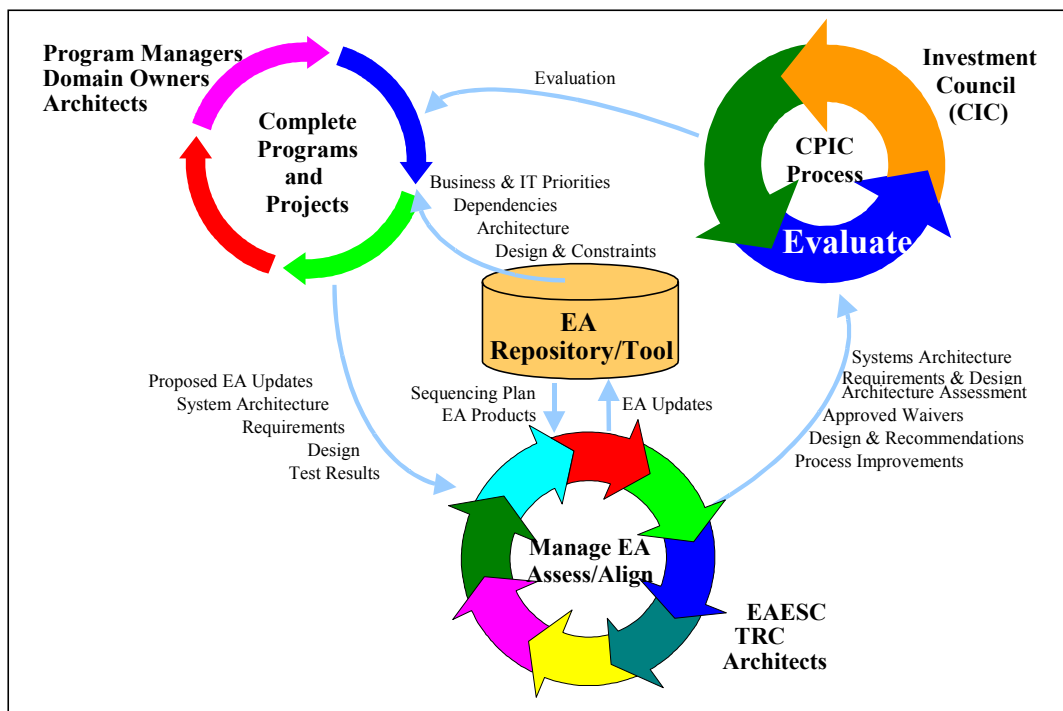 Program Managers
Domain Owners
Architects
Complete
Programs
and
Projects
Evaluation
Investment
Council
(CIC)
CPIC
Process
Evaluate
Business & IT Priorities
Dependencies
Architecture
Design & Constraints
EA
Repository/Tool
Proposed EA Updates
System Architecture
Requirements
Design
Test Results
Sequencing Plan
EA Products
EA Updates
Systems Architecture
Requirements & Design
Architecture Assessment
Approved Waivers
Design & Recommendations
Process Improvements
Manage EA
Assess/Align
EAESC
TRC
Architects